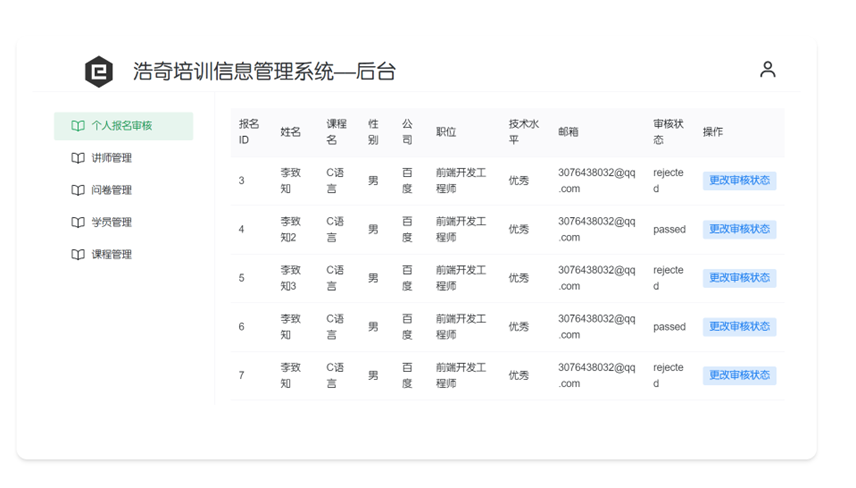 浩奇培训信息管理系统—后台
个人报名审核
讲师管理
问卷管理
学员管理
课程管理
报名ID 姓名 课程名 性别 公司 职位 技术水平 邮箱 审核状态 操作
3 李致知 C语言 男 百度 前端开发工程师 优秀 3076438032@qq.com rejected 更改审核状态
4 李致知2 C语言 男 百度 前端开发工程师 优秀 3076438032@qq.com passed 更改审核状态
5 李致知3 C语言 男 百度 前端开发工程师 优秀 3076438032@qq.com rejected 更改审核状态
6 李致知 C语言 男 百度 前端开发工程师 优秀 3076438032@qq.com passed 更改审核状态
7 李致知 C语言 男 百度 前端开发工程师 优秀 3076438032@qq.com rejected 更改审核状态